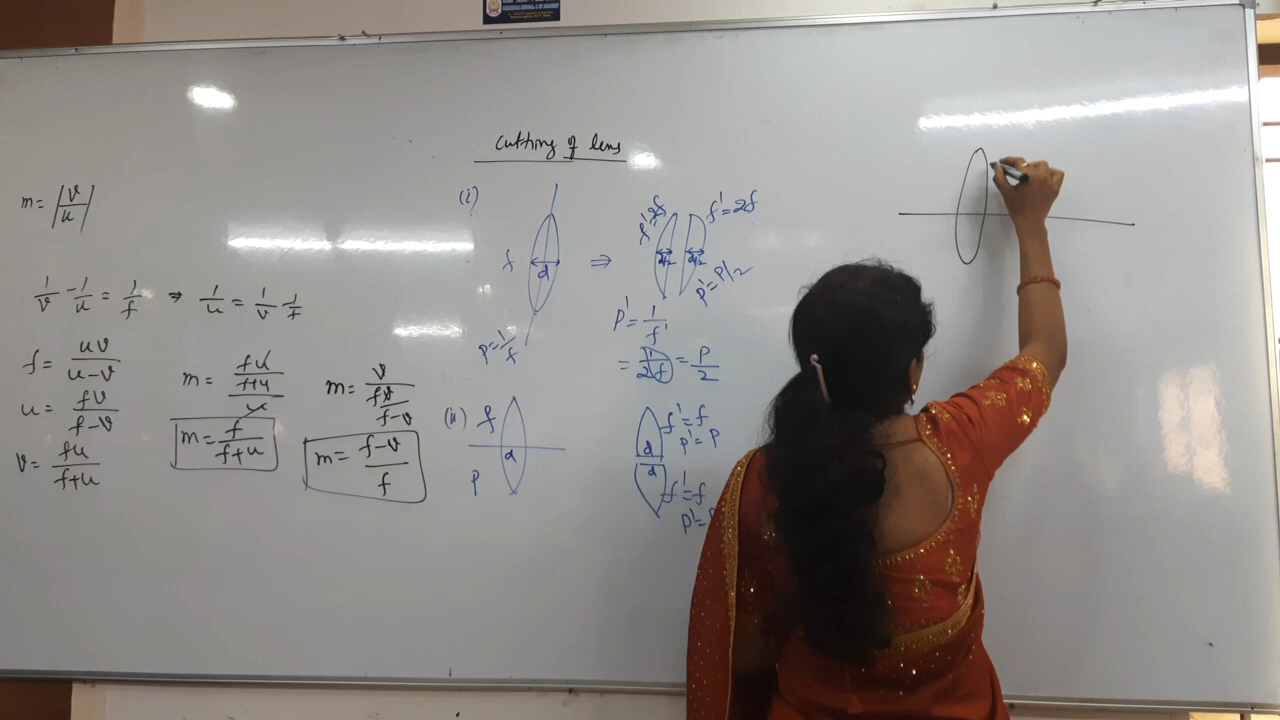 cutting of lens
m = |v/u|
1/v - 1/u = 1/f ⇒ 1/u = 1/v - 1/f
f = uv/(u-v)
u = fv/(f-v)
v = fu/(f+u)
m = (fu/(f+u))/u
m = f/(f+u)
m = v/(fv/(f-v))
m = (f-v)/f
(i)
f
d
P = 1/f
⇒
f' 2f
f' = 2f
d/2
d/2
P' = P/2
P' = 1/f'
= 1/2f = P/2
(ii) f
d
P
f' = f
P' = P
d
d
f' = f
P' =